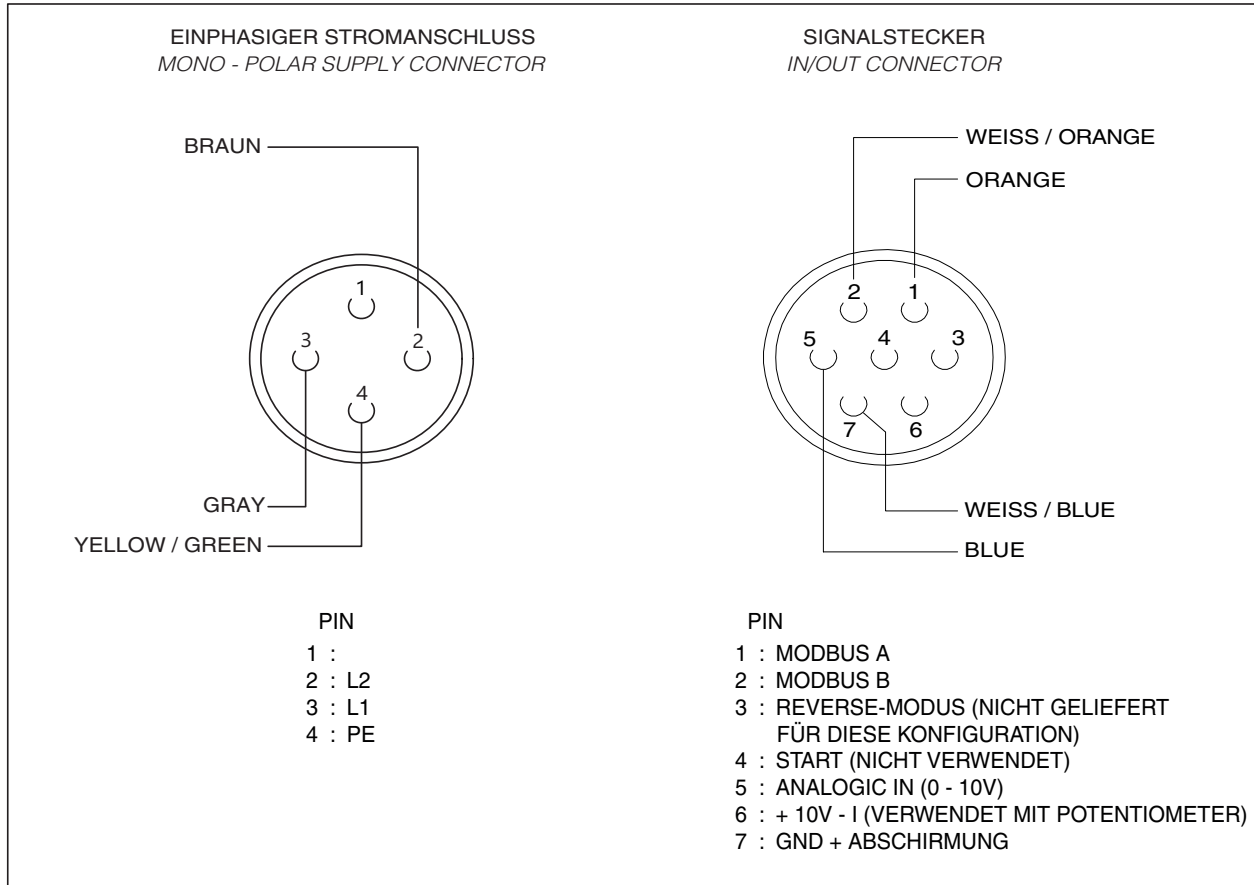 EINPHASIGER STROMANSCHLUSS
MONO - POLAR SUPPLY CONNECTOR
BRAUN
1
3
2
4
GRAY
YELLOW / GREEN
PIN
1 :
2 : L2
3 : L1
4 : PE
SIGNALSTECKER
IN/OUT CONNECTOR
WEISS / ORANGE
ORANGE
2
1
5
4
3
7
6
WEISS / BLUE
BLUE
PIN
1 : MODBUS A
2 : MODBUS B
3 : REVERSE-MODUS (NICHT GELIEFERT
FÜR DIESE KONFIGURATION)
4 : START (NICHT VERWENDET)
5 : ANALOGIC IN (0 - 10V)
6 : + 10V - I (VERWENDET MIT POTENTIOMETER)
7 : GND + ABSCHIRMUNG